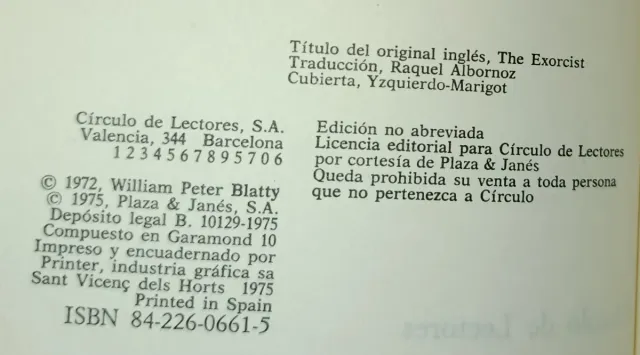 Título del original inglés, The Exorcist
Traducción, Raquel Albornoz
Cubierta, Yzquierdo-Marigot
Círculo de Lectores, S.A.
Valencia, 344 Barcelona
1 2 3 4 5 6 7 8 9 5 7 0 6
Edición no abreviada
Licencia editorial para Círculo de Lectores
por cortesía de Plaza & Janés
Queda prohibida su venta a toda persona
que no pertenezca a Círculo
© 1972, William Peter Blatty
© 1975, Plaza & Janés, S.A.
Depósito legal B. 10129-1975
Compuesto en Garamond 10
Impreso y encuadernado por
Printer, industria gráfica sa
Sant Vicenç dels Horts 1975
Printed in Spain
ISBN 84-226-0661-5